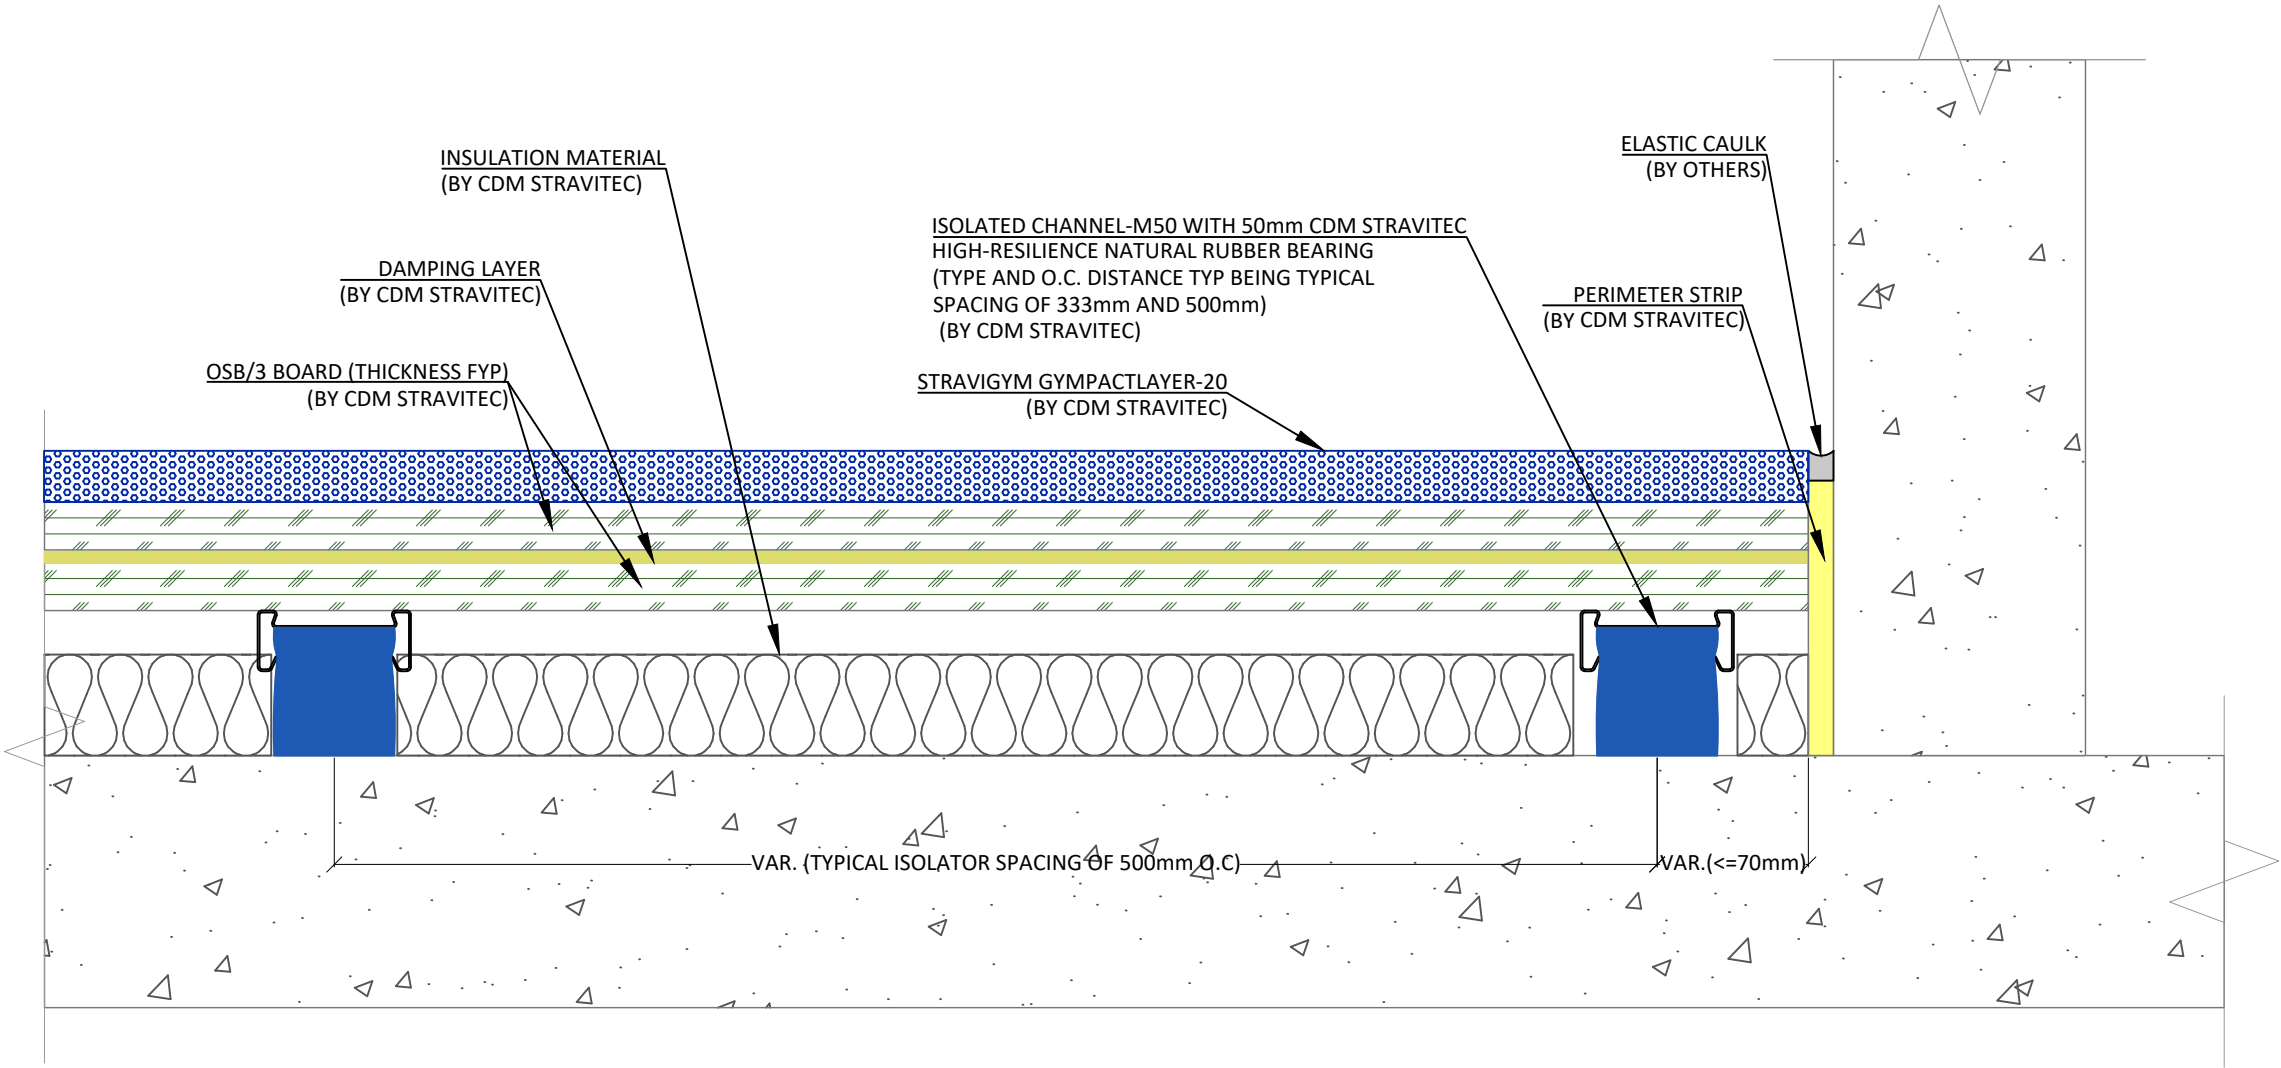 INSULATION MATERIAL
(BY CDM STRAVITEC)
DAMPING LAYER
(BY CDM STRAVITEC)
OSB/3 BOARD (THICKNESS FYP)
(BY CDM STRAVITEC)
ISOLATED CHANNEL-M50 WITH 50mm CDM STRAVITEC
HIGH-RESILIENCE NATURAL RUBBER BEARING
(TYPE AND O.C. DISTANCE TYP BEING TYPICAL
SPACING OF 333mm AND 500mm)
(BY CDM STRAVITEC)
STRAVIGYM GYMPACTLAYER-20
(BY CDM STRAVITEC)
ELASTIC CAULK
(BY OTHERS)
PERIMETER STRIP
(BY CDM STRAVITEC)
VAR. (TYPICAL ISOLATOR SPACING OF 500mm O.C)
VAR.(<=70mm)